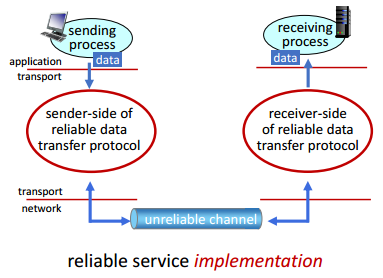 sending
process
data
receiving
process
data
application
transport
sender-side of
reliable data
transfer protocol
receiver-side
of reliable data
transfer protocol
transport
network
unreliable channel
reliable service implementation